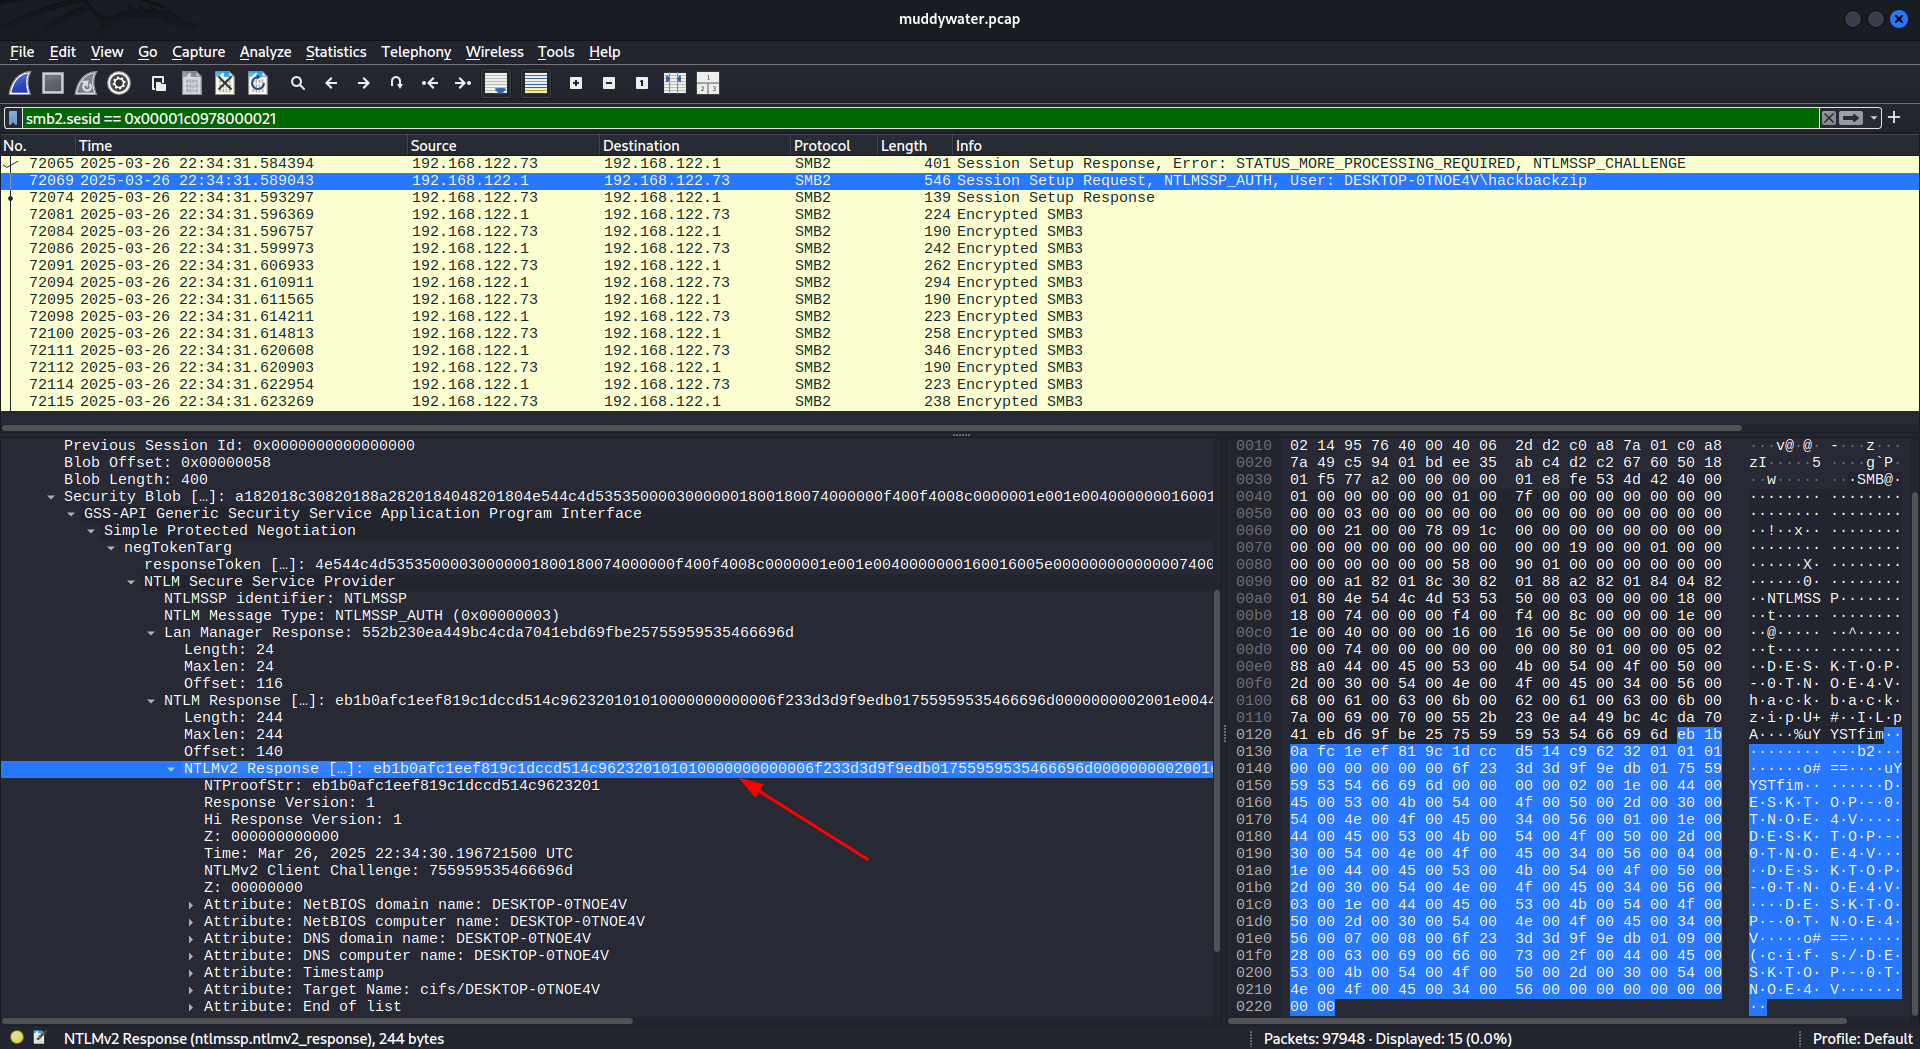 muddywater.pcap
File Edit View Go Capture Analyze Statistics Telephony Wireless Tools Help
smb2.sesid == 0x00001c0978000021
No. Time Source Destination Protocol Length Info
72065 2025-03-26 22:34:31.584394 192.168.122.73 192.168.122.1 SMB2 401 Session Setup Response, Error: STATUS_MORE_PROCESSING_REQUIRED, NTLMSSP_CHALLENGE
72069 2025-03-26 22:34:31.589043 192.168.122.1 192.168.122.73 SMB2 546 Session Setup Request, NTLMSSP_AUTH, User: DESKTOP-0TNOE4V\hackbackzip
72074 2025-03-26 22:34:31.593297 192.168.122.73 192.168.122.1 SMB2 139 Session Setup Response
72081 2025-03-26 22:34:31.596369 192.168.122.1 192.168.122.73 SMB2 224 Encrypted SMB3
72084 2025-03-26 22:34:31.596757 192.168.122.73 192.168.122.1 SMB2 190 Encrypted SMB3
72086 2025-03-26 22:34:31.599973 192.168.122.1 192.168.122.73 SMB2 242 Encrypted SMB3
72091 2025-03-26 22:34:31.606933 192.168.122.73 192.168.122.1 SMB2 262 Encrypted SMB3
72094 2025-03-26 22:34:31.610911 192.168.122.1 192.168.122.73 SMB2 294 Encrypted SMB3
72095 2025-03-26 22:34:31.611565 192.168.122.73 192.168.122.1 SMB2 190 Encrypted SMB3
72098 2025-03-26 22:34:31.614211 192.168.122.1 192.168.122.73 SMB2 223 Encrypted SMB3
72100 2025-03-26 22:34:31.614813 192.168.122.73 192.168.122.1 SMB2 258 Encrypted SMB3
72111 2025-03-26 22:34:31.620608 192.168.122.1 192.168.122.73 SMB2 346 Encrypted SMB3
72112 2025-03-26 22:34:31.620903 192.168.122.73 192.168.122.1 SMB2 190 Encrypted SMB3
72114 2025-03-26 22:34:31.622954 192.168.122.1 192.168.122.73 SMB2 223 Encrypted SMB3
72115 2025-03-26 22:34:31.623269 192.168.122.73 192.168.122.1 SMB2 238 Encrypted SMB3
Previous Session Id: 0x0000000000000000
Blob Offset: 0x00000058
Blob Length: 400
Security Blob […]: a182018c30820188a2820184048201804e544c4d53535000030000001800180074000000f400f4008c0000001e001e004000000016001
GSS-API Generic Security Service Application Program Interface
Simple Protected Negotiation
negTokenTarg
responseToken […]: 4e544c4d53535000030000001800180074000000f400f4008c0000001e001e0040000000160016005e000000000000007400
NTLM Secure Service Provider
NTLMSSP identifier: NTLMSSP
NTLM Message Type: NTLMSSP_AUTH (0x00000003)
Lan Manager Response: 552b230ea449bc4cda7041ebd69fbe25755959535466696d
Length: 24
Maxlen: 24
Offset: 116
NTLM Response […]: eb1b0afc1eef819c1dccd514c962320101010000000000006f233d3d9f9edb01755959535466696d0000000002001e0044
Length: 244
Maxlen: 244
Offset: 140
NTLMv2 Response […]: eb1b0afc1eef819c1dccd514c962320101010000000000006f233d3d9f9edb01755959535466696d0000000002001e
NTProofStr: eb1b0afc1eef819c1dccd514c9623201
Response Version: 1
Hi Response Version: 1
Z: 000000000000
Time: Mar 26, 2025 22:34:30.196721500 UTC
NTLMv2 Client Challenge: 755959535466696d
Z: 00000000
Attribute: NetBIOS domain name: DESKTOP-0TNOE4V
Attribute: NetBIOS computer name: DESKTOP-0TNOE4V
Attribute: DNS domain name: DESKTOP-0TNOE4V
Attribute: DNS computer name: DESKTOP-0TNOE4V
Attribute: Timestamp
Attribute: Target Name: cifs/DESKTOP-0TNOE4V
Attribute: End of list
0010 02 14 95 76 40 00 40 06 2d d2 c0 a8 7a 01 c0 a8 ···v@·@· -···z···
0020 7a 49 c5 94 01 bd ee 35 ab c4 d2 c2 67 60 50 18 zI·····5 ····g`P·
0030 01 f5 77 a2 00 00 00 00 01 e8 fe 53 4d 42 40 00 ··w····· ···SMB@·
0040 01 00 00 00 00 00 01 00 7f 00 00 00 00 00 00 00 ········ ········
0050 00 00 03 00 00 00 00 00 00 00 00 00 00 00 00 00 ········ ········
0060 00 00 21 00 00 78 09 1c 00 00 00 00 00 00 00 00 ··!··x·· ········
0070 00 00 00 00 00 00 00 00 00 00 19 00 00 01 00 00 ········ ········
0080 00 00 00 00 00 00 00 00 00 00 58 00 90 01 00 00 00 00 ······X·
0090 00 00 a1 82 01 8c 30 82 01 88 a2 82 01 84 04 82 ······0· ········
00a0 01 80 4e 54 4c 4d 53 53 50 00 03 00 00 00 18 00 ··NTLMSS P·······
00b0 18 00 74 00 00 00 f4 00 f4 00 8c 00 00 00 1e 00 ··t····· ········
00c0 1e 00 40 00 00 00 16 00 16 00 5e 00 00 00 00 00 ··@····· ··^·····
00d0 00 00 74 00 00 00 00 00 00 00 80 01 00 00 05 02 ··t····· ········
00e0 88 a0 44 00 45 00 53 00 4b 00 54 00 4f 00 50 00 ··D·E·S· K·T·O·P·
00f0 2d 00 30 00 54 00 4e 00 4f 00 45 00 34 00 56 00 -·0·T·N· O·E·4·V·
0100 68 00 61 00 63 00 6b 00 62 00 61 00 63 00 6b 00 h·a·c·k· b·a·c·k·
0110 7a 00 69 00 70 00 55 2b 23 0e a4 49 bc 4c da 70 z·i·p·U+ #··I·L·p
0120 41 eb d6 9f be 25 75 59 59 53 54 66 69 6d eb 1b A····%uY YSTfim··
0130 0a fc 1e ef 81 9c 1d cc d5 14 c9 62 32 01 01 01 ········ ···b2···
0140 00 00 00 00 00 00 6f 23 3d 3d 9f 9e db 01 75 59 ······o# ==····uY
0150 59 53 54 66 69 6d 00 00 00 00 02 00 1e 00 44 00 YSTfim·· ······D·
0160 45 00 53 00 4b 00 54 00 4f 00 50 00 2d 00 30 00 E·S·K·T· O·P·-·0·
0170 54 00 4e 00 4f 00 45 00 34 00 56 00 01 00 1e 00 T·N·O·E· 4·V·····
0180 44 00 45 00 53 00 4b 00 54 00 4f 00 50 00 2d 00 D·E·S·K· T·O·P·-·
0190 30 00 54 00 4e 00 4f 00 45 00 34 00 56 00 04 00 0·T·N·O· E·4·V···
01a0 1e 00 44 00 45 00 53 00 4b 00 54 00 4f 00 50 00 ··D·E·S· K·T·O·P·
01b0 2d 00 30 00 54 00 4e 00 4f 00 45 00 34 00 56 00 -·0·T·N· O·E·4·V·
01c0 03 00 1e 00 44 00 45 00 53 00 4b 00 54 00 4f 00 ····D·E· S·K·T·O·
01d0 50 00 2d 00 30 00 54 00 4e 00 4f 00 45 00 34 00 P·-·0·T· N·O·E·4·
01e0 56 00 07 00 08 00 6f 23 3d 3d 9f 9e db 01 09 00 V·····o# ==······
01f0 28 00 63 00 69 00 66 00 73 00 2f 00 44 00 45 00 (·c·i·f· s·/·D·E·
0200 53 00 4b 00 54 00 4f 00 50 00 2d 00 30 00 54 00 S·K·T·O· P·-·0·T·
0210 4e 00 4f 00 45 00 34 00 56 00 00 00 00 00 00 00 N·O·E·4· V·······
0220 00 00 ··
NTLMv2 Response (ntlmssp.ntlmv2_response), 244 bytes Packets: 97948 · Displayed: 15 (0.0%) Profile: Default